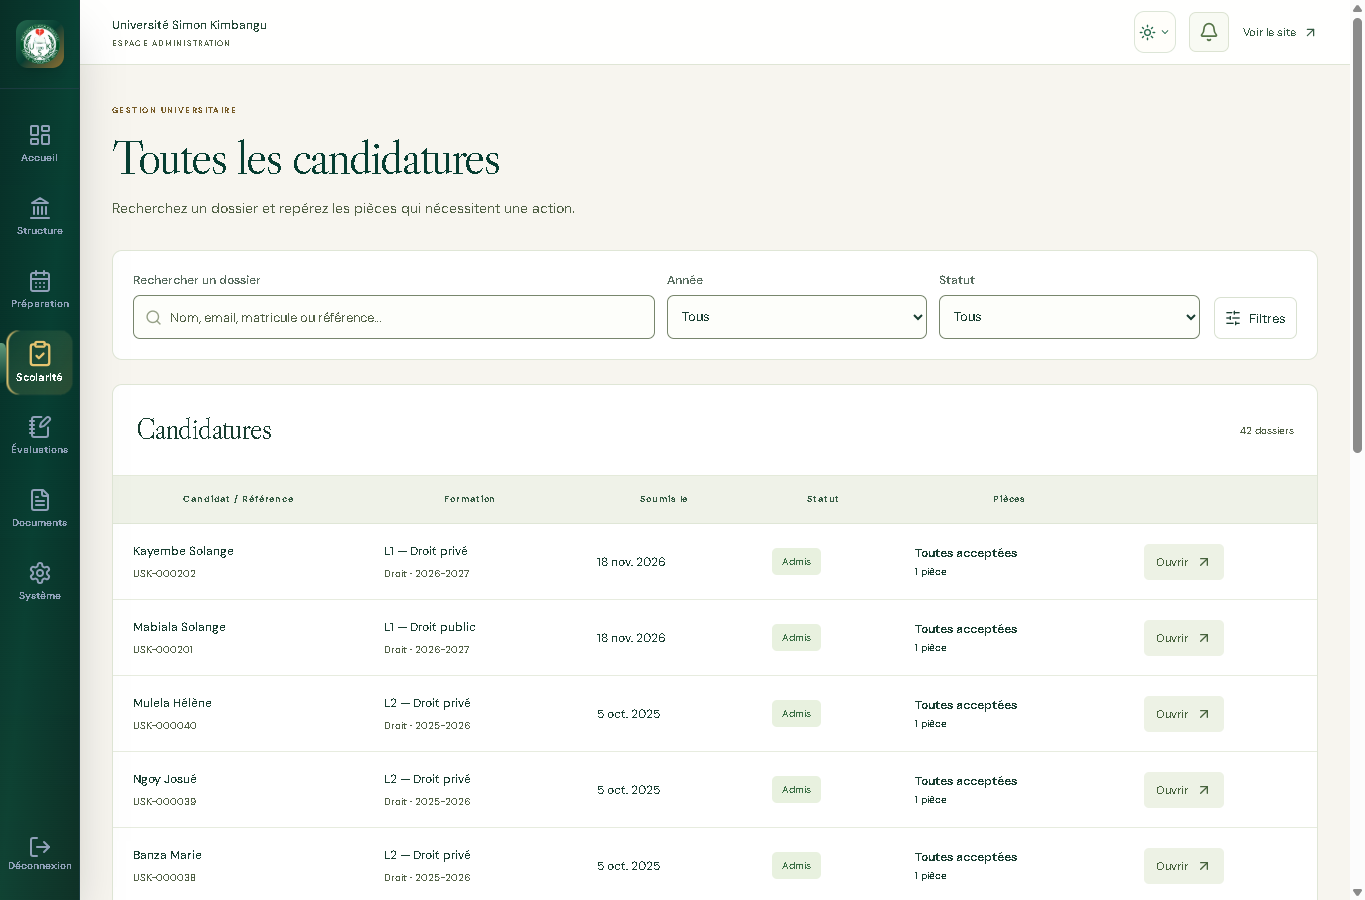 Université Simon Kimbangu
ESPACE ADMINISTRATION
Voir le site
Accueil
Structure
Préparation
Scolarité
Évaluations
Documents
Système
Déconnexion
GESTION UNIVERSITAIRE
Toutes les candidatures
Recherchez un dossier et repérez les pièces qui nécessitent une action.
Rechercher un dossier Année Statut
Nom, email, matricule ou référence... Tous Tous Filtres
Candidatures 42 dossiers
Candidat / Référence Formation Soumis le Statut Pièces
Kayembe Solange L1 — Droit privé 18 nov. 2026 Admis Toutes acceptées Ouvrir
USK-000202 Droit · 2026-2027 1 pièce
Mabiala Solange L1 — Droit public 18 nov. 2026 Admis Toutes acceptées Ouvrir
USK-000201 Droit · 2026-2027 1 pièce
Mulela Hélène L2 — Droit privé 5 oct. 2025 Admis Toutes acceptées Ouvrir
USK-000040 Droit · 2025-2026 1 pièce
Ngoy Josué L2 — Droit privé 5 oct. 2025 Admis Toutes acceptées Ouvrir
USK-000039 Droit · 2025-2026 1 pièce
Banza Marie L2 — Droit privé 5 oct. 2025 Admis Toutes acceptées Ouvrir
USK-000038 Droit · 2025-2026 1 pièce